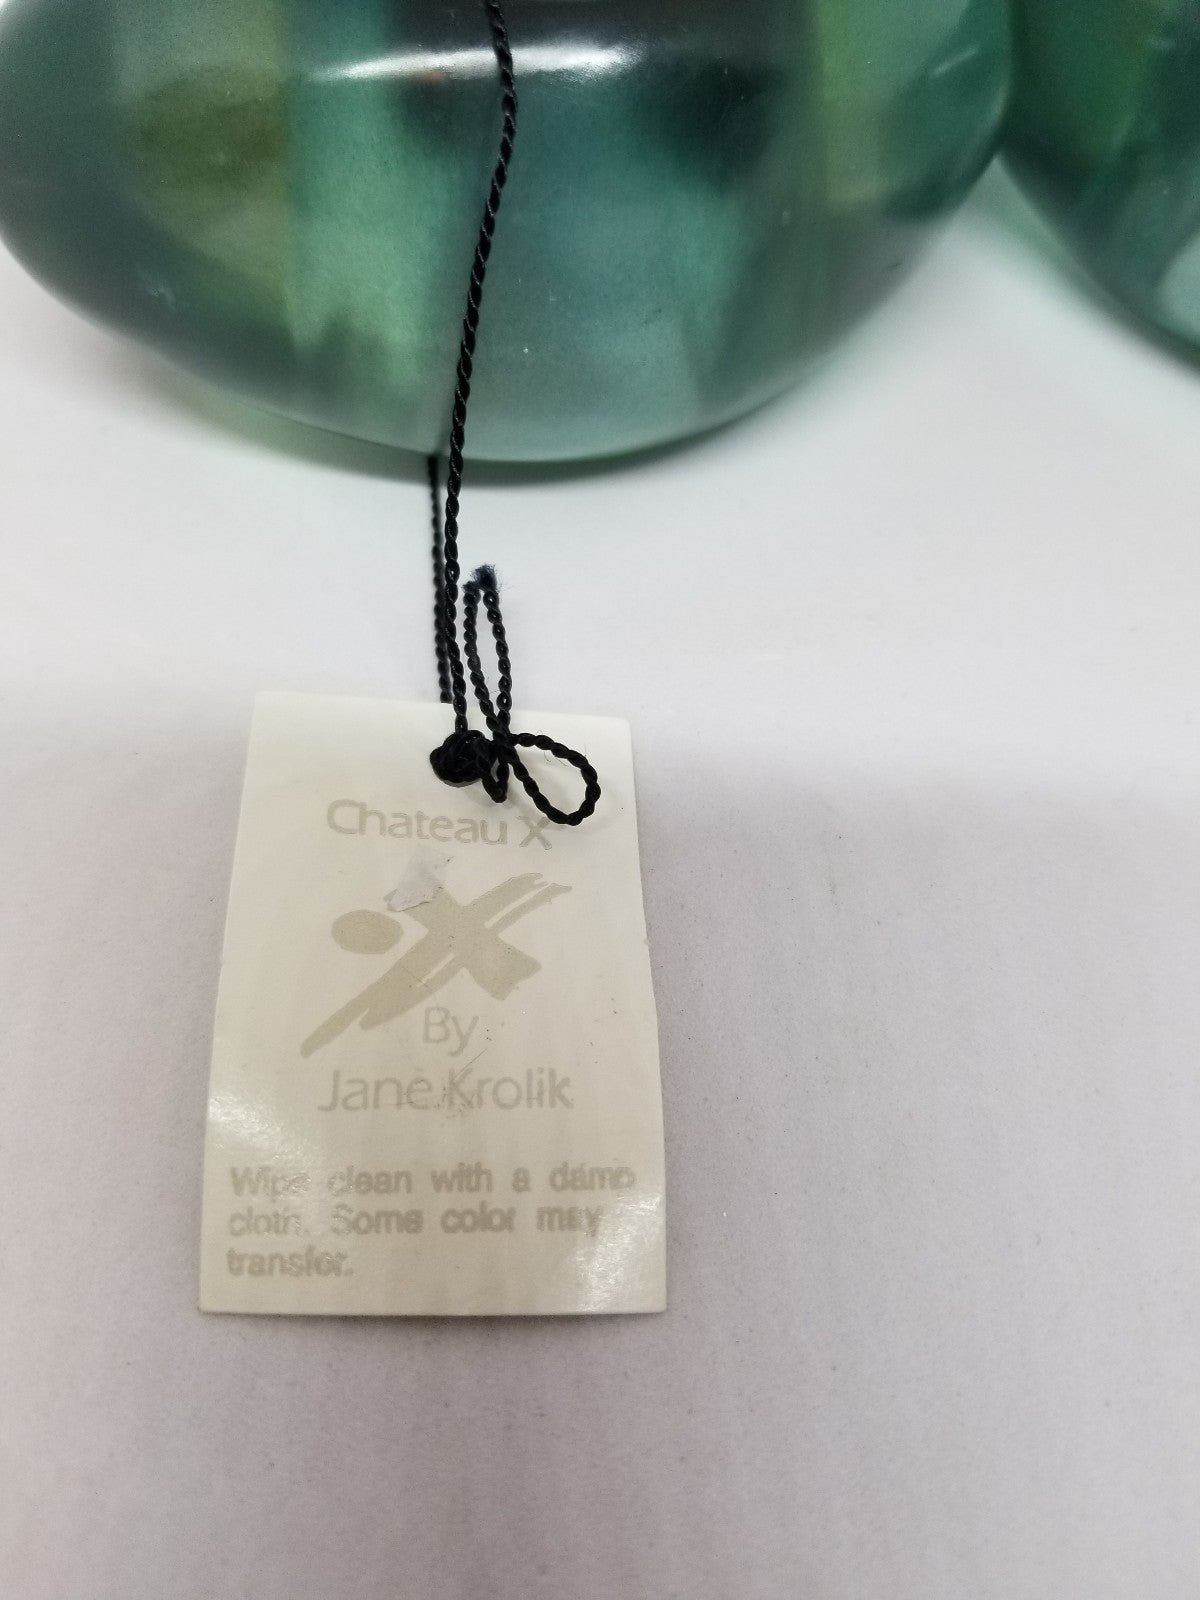 Chateau X
By
Jane Krolik
Wipe clean with a damp
cloth. Some color may
transfer.